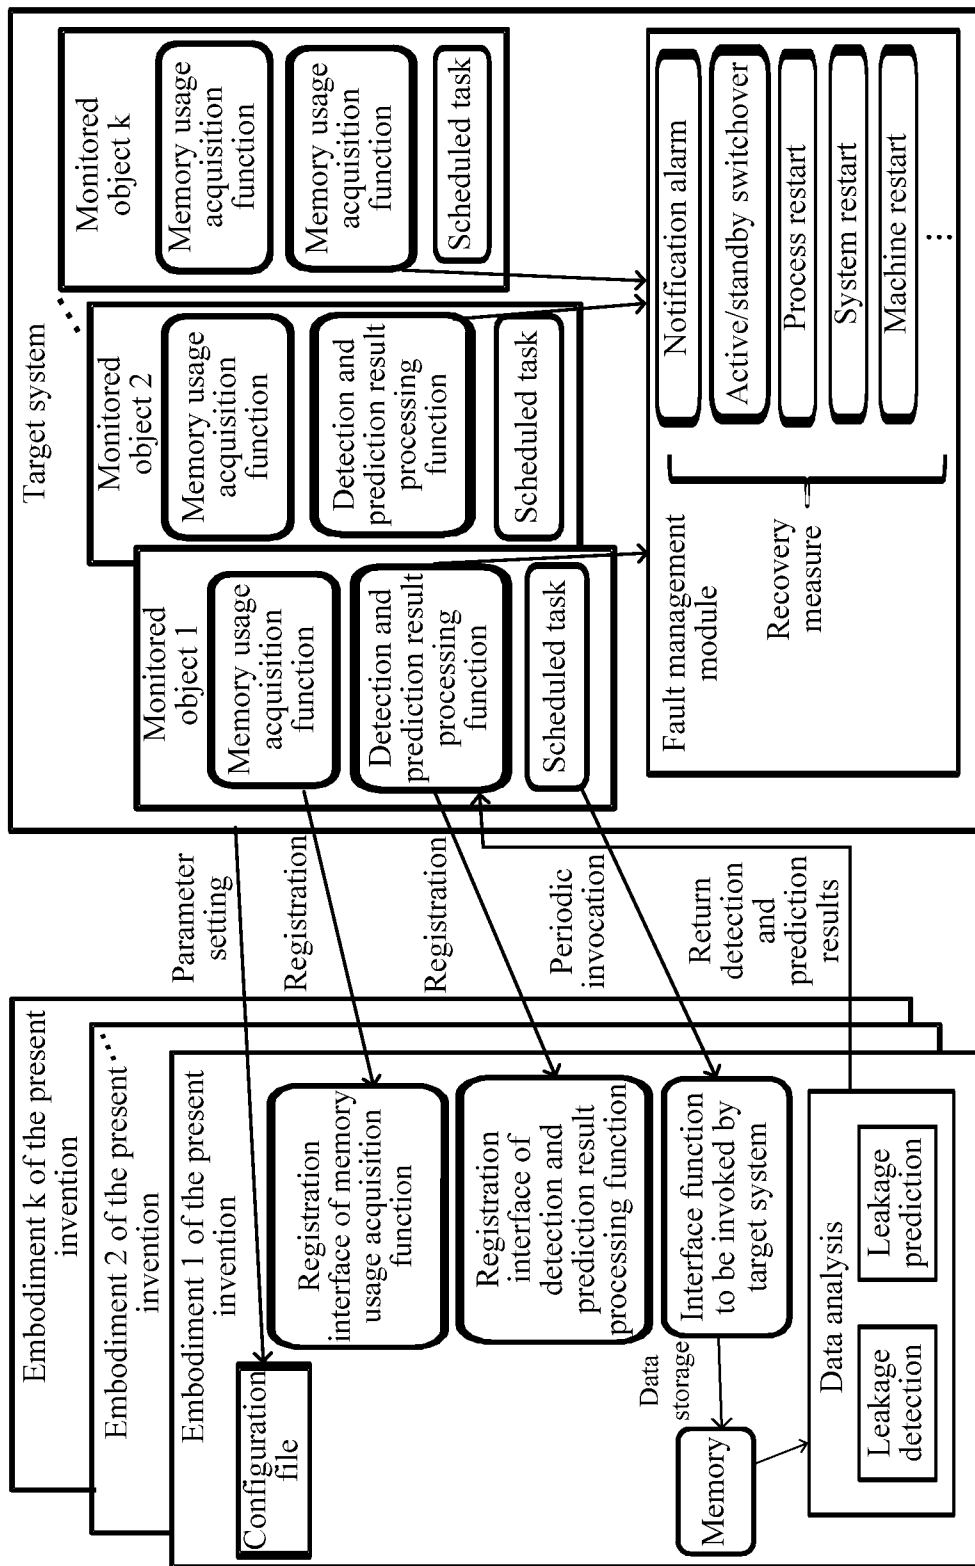 Embodiment k of the present
invention
Embodiment 2 of the present
invention
Embodiment 1 of the present
invention
Configuration
file
Registration
interface of memory
usage acquisition
function
Registration
interface of
detection and
prediction result
processing function
Interface function
to be invoked by
target system
Data
storage
Memory
Data analysis
Leakage
detection
Leakage
prediction
Parameter
setting
Registration
Registration
Periodic
invocation
Return detection
and
prediction
results
Target system
Monitored
object 1
Memory usage
acquisition
function
Detection and
prediction result
processing
function
Scheduled task
Monitored
object 2
Memory usage
acquisition
function
Detection and
prediction result
processing
function
Scheduled task
Monitored
object k
Memory usage
acquisition
function
Memory usage
acquisition
function
Scheduled task
Fault management
module
Recovery
measure
Notification alarm
Active/standby switchover
Process restart
System restart
Machine restart